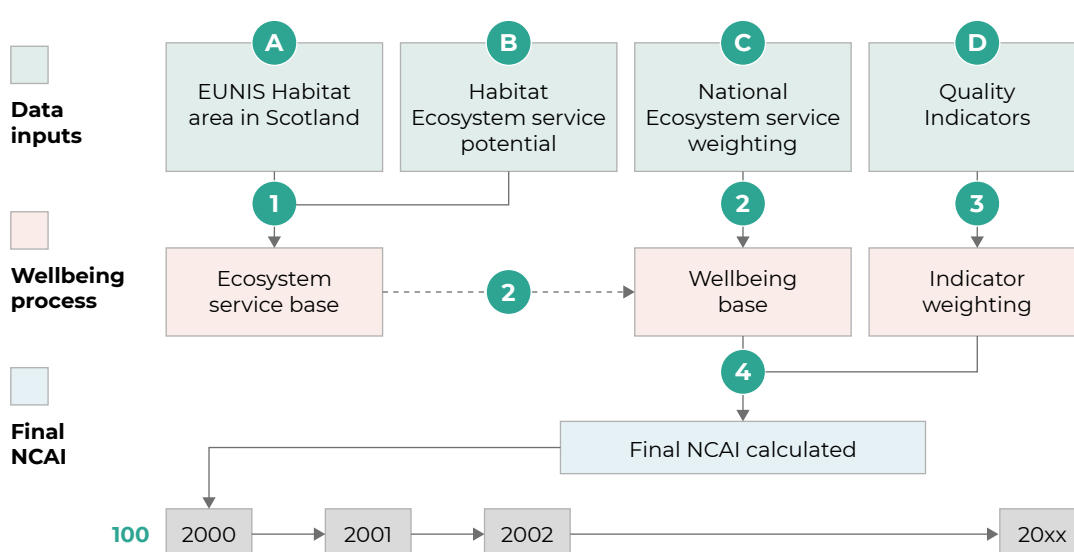 A
B
C
D
Data
inputs
EUNIS Habitat
area in Scotland
Habitat
Ecosystem service
potential
National
Ecosystem service
weighting
Quality
Indicators
1
2
3
Wellbeing
process
Ecosystem
service base
2
Wellbeing
base
Indicator
weighting
4
Final
NCAI
Final NCAI calculated
100
2000
2001
2002
20xx